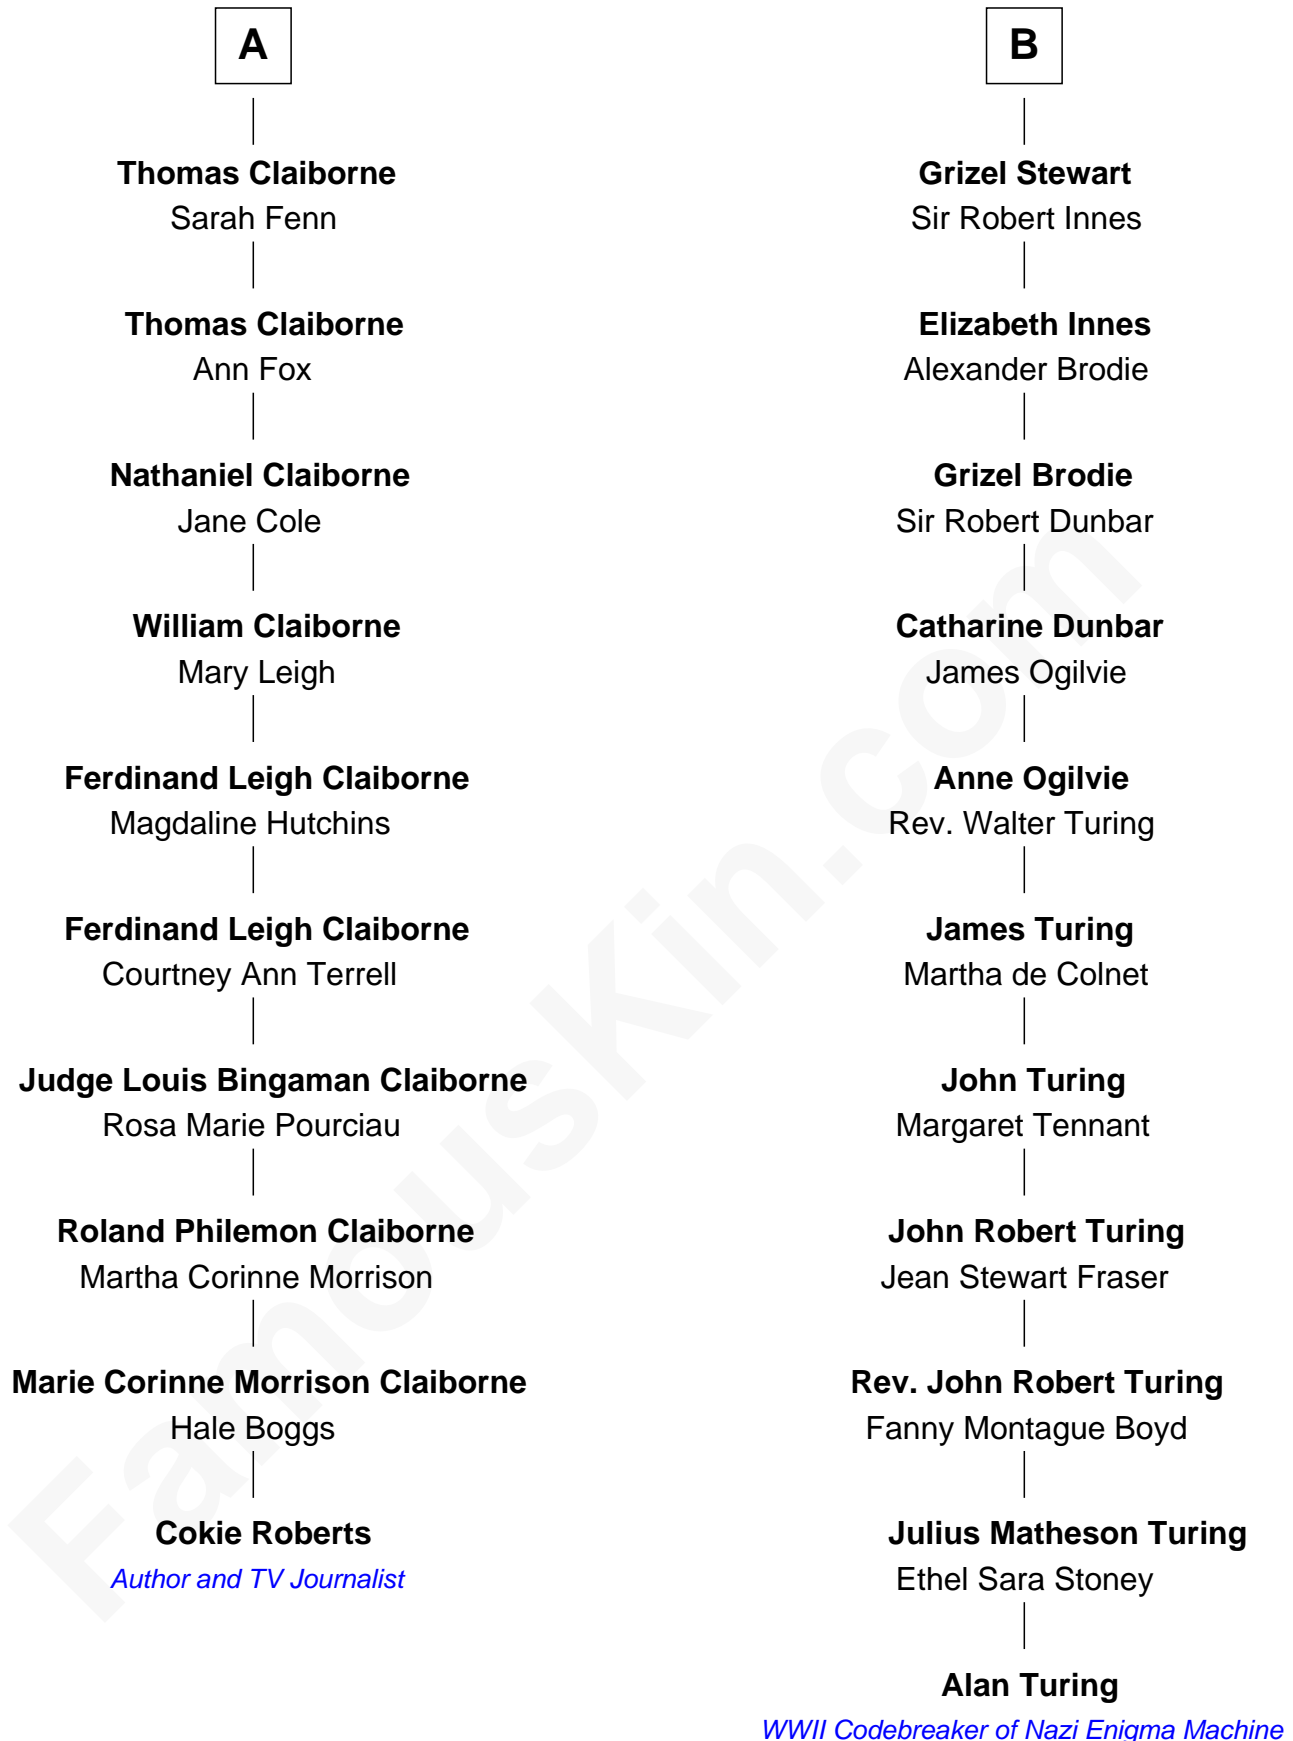 A
Thomas Claiborne
Sarah Fenn
Thomas Claiborne
Ann Fox
Nathaniel Claiborne
Jane Cole
William Claiborne
Mary Leigh
Ferdinand Leigh Claiborne
Magdaline Hutchins
Ferdinand Leigh Claiborne
Courtney Ann Terrell
Judge Louis Bingaman Claiborne
Rosa Marie Pourciau
Roland Philemon Claiborne
Martha Corinne Morrison
Marie Corinne Morrison Claiborne
Hale Boggs
Cokie Roberts
Author and TV Journalist
B
Grizel Stewart
Sir Robert Innes
Elizabeth Innes
Alexander Brodie
Grizel Brodie
Sir Robert Dunbar
Catharine Dunbar
James Ogilvie
Anne Ogilvie
Rev. Walter Turing
James Turing
Martha de Colnet
John Turing
Margaret Tennant
John Robert Turing
Jean Stewart Fraser
Rev. John Robert Turing
Fanny Montague Boyd
Julius Matheson Turing
Ethel Sara Stoney
Alan Turing
WWII Codebreaker of Nazi Enigma Machine
FamousKin.com